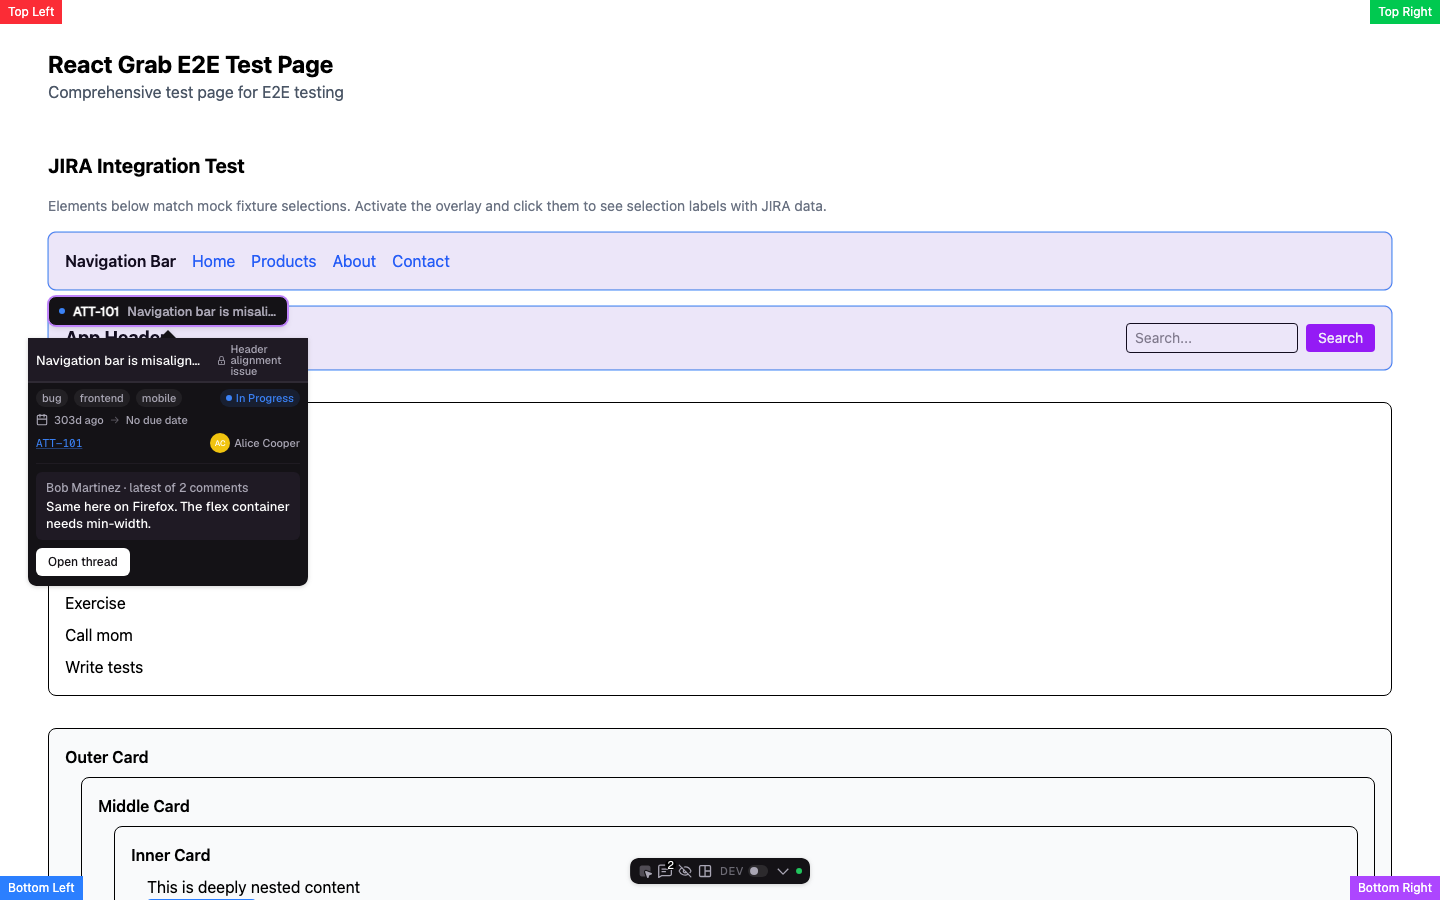 Top Left
Top Right
React Grab E2E Test Page
Comprehensive test page for E2E testing
JIRA Integration Test
Elements below match mock fixture selections. Activate the overlay and click them to see selection labels with JIRA data.
Navigation Bar Home Products About Contact
ATT-101 Navigation bar is misali...
App Header
Search...
Search
Navigation bar is misalign...
Header
alignment
issue
bug frontend mobile
In Progress
303d ago → No due date
ATT-101
AC Alice Cooper
Bob Martinez · latest of 2 comments
Same here on Firefox. The flex container
needs min-width.
Open thread
Exercise
Call mom
Write tests
Outer Card
Middle Card
Inner Card
This is deeply nested content
2
DEV
Bottom Left
Bottom Right